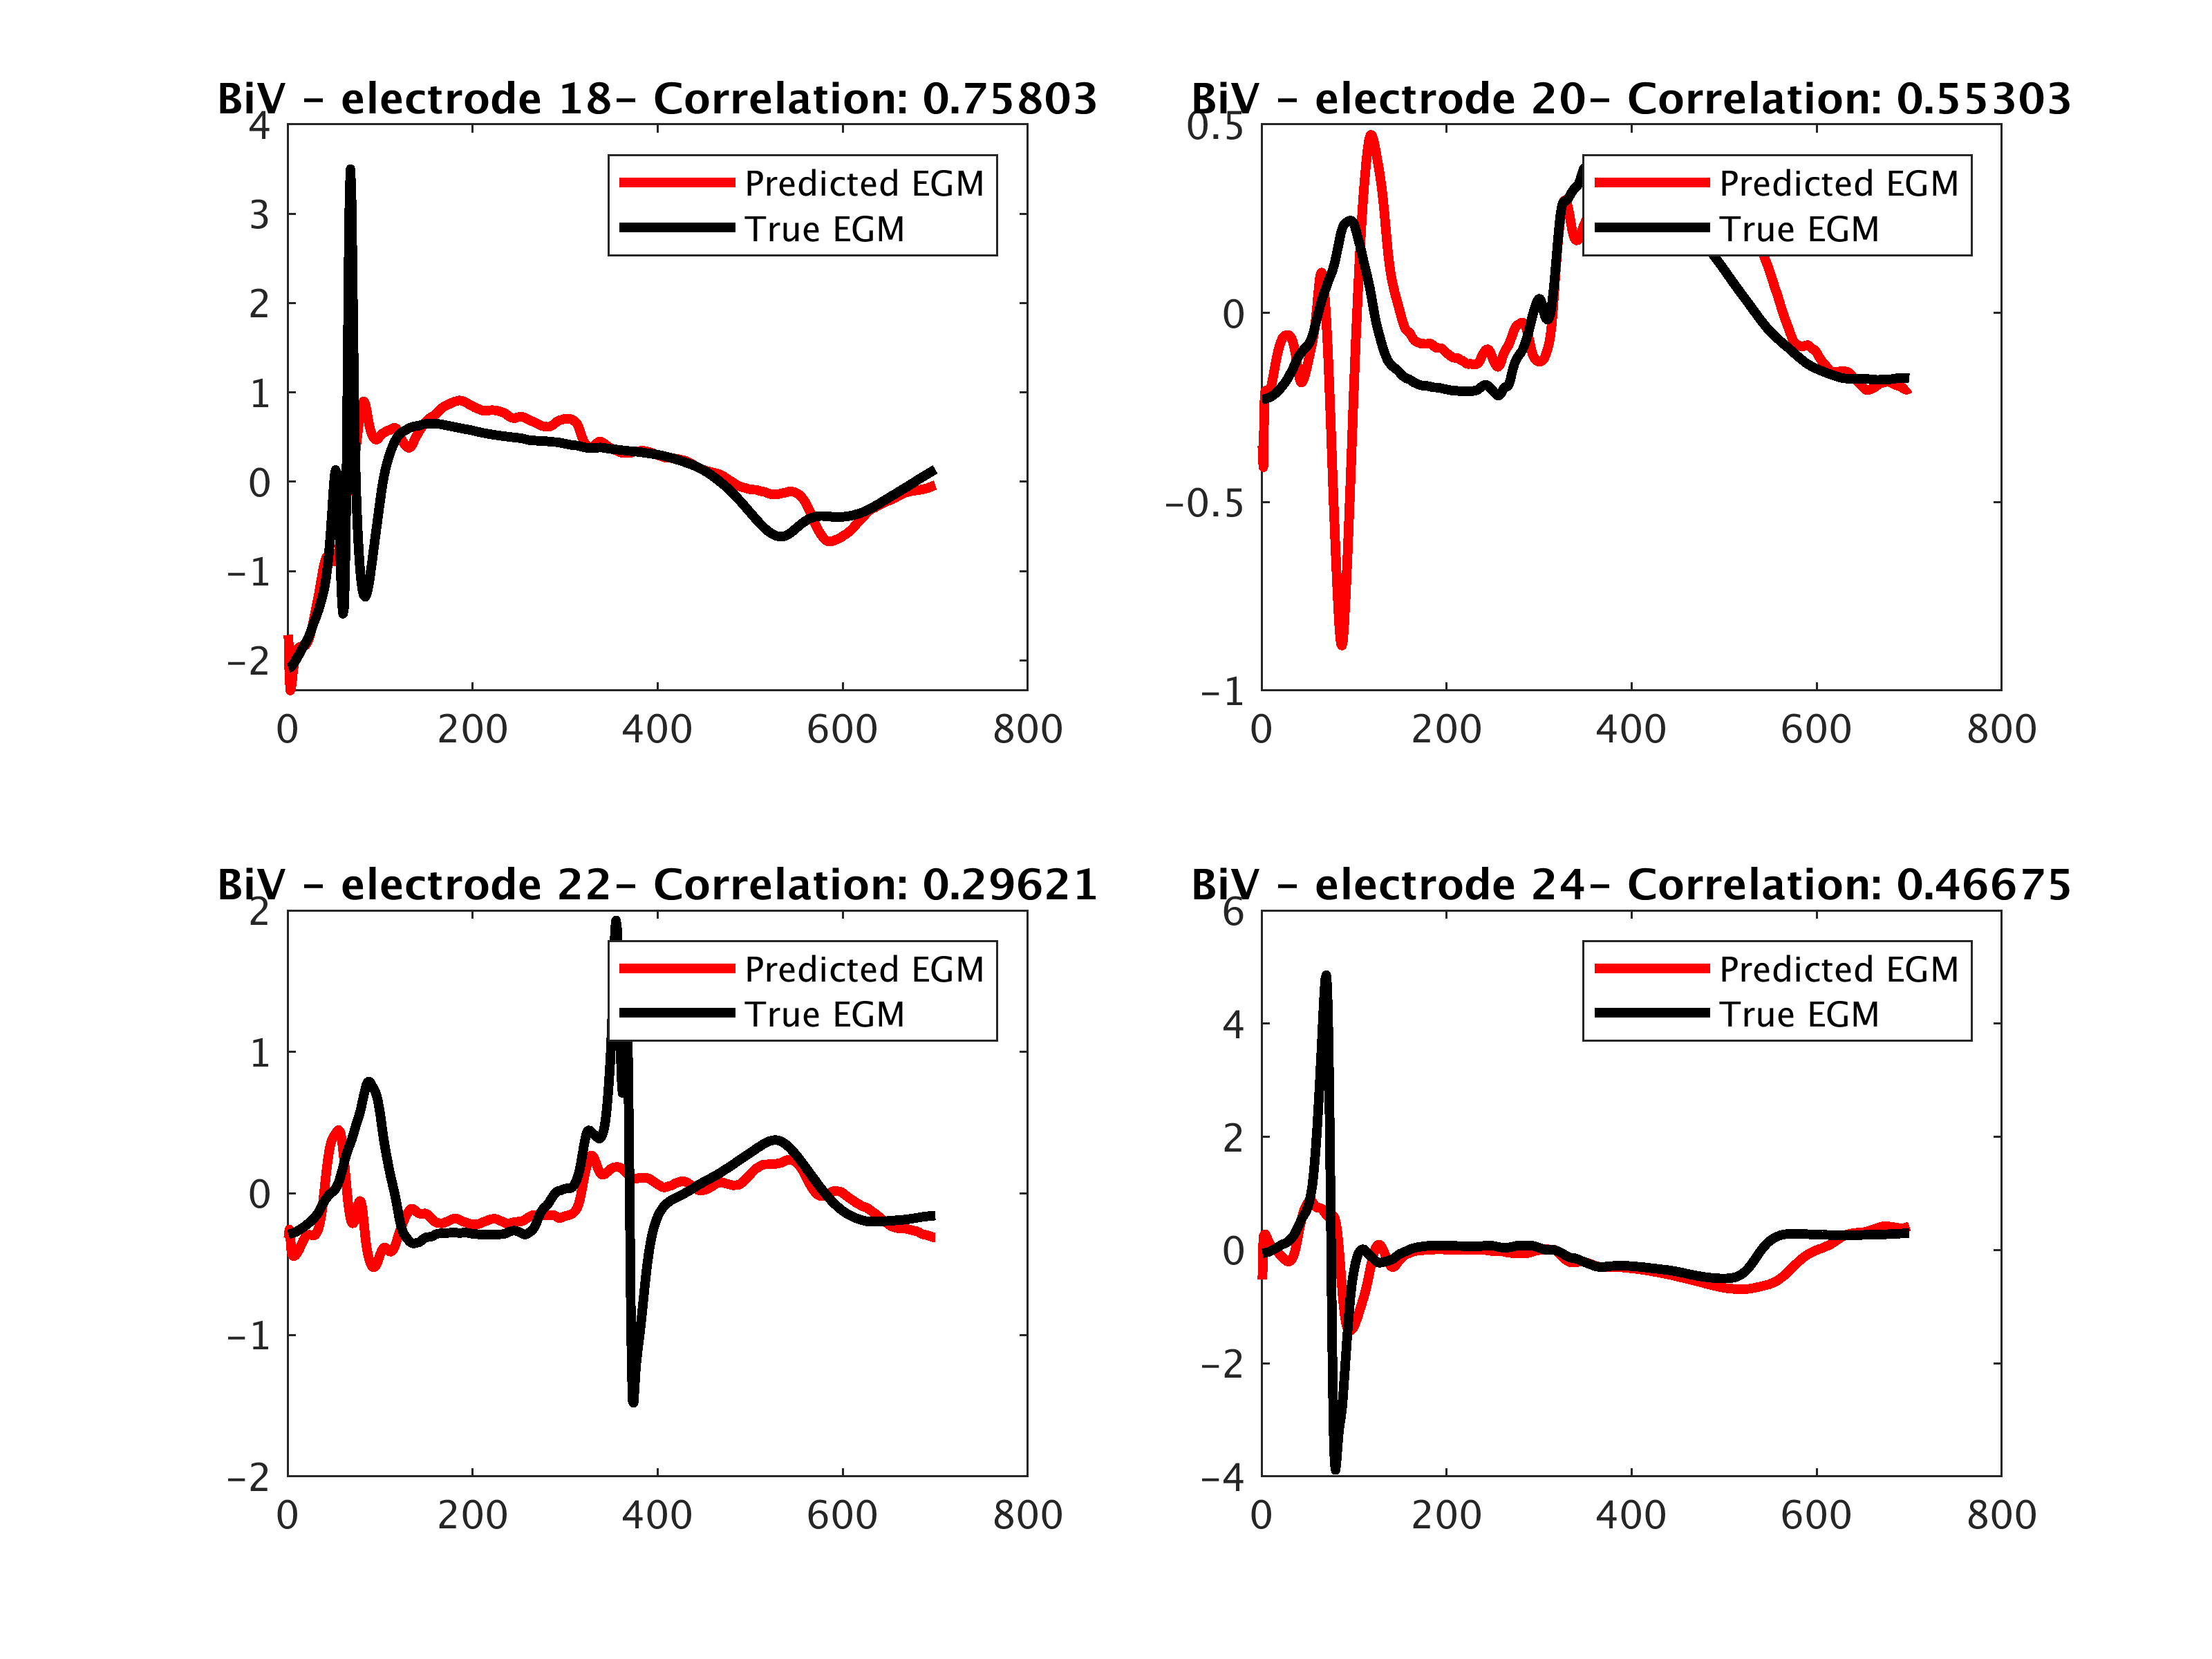 BiV - electrode 18- Correlation: 0.75803
4
3
2
1
0
-1
-2
0 200 400 600 800
Predicted EGM
True EGM
BiV - electrode 20- Correlation: 0.55303
0.5
0
-0.5
-1
0 200 400 600 800
Predicted EGM
True EGM
BiV - electrode 22- Correlation: 0.29621
2
1
0
-1
-2
0 200 400 600 800
Predicted EGM
True EGM
BiV - electrode 24- Correlation: 0.46675
6
4
2
0
-2
-4
0 200 400 600 800
Predicted EGM
True EGM